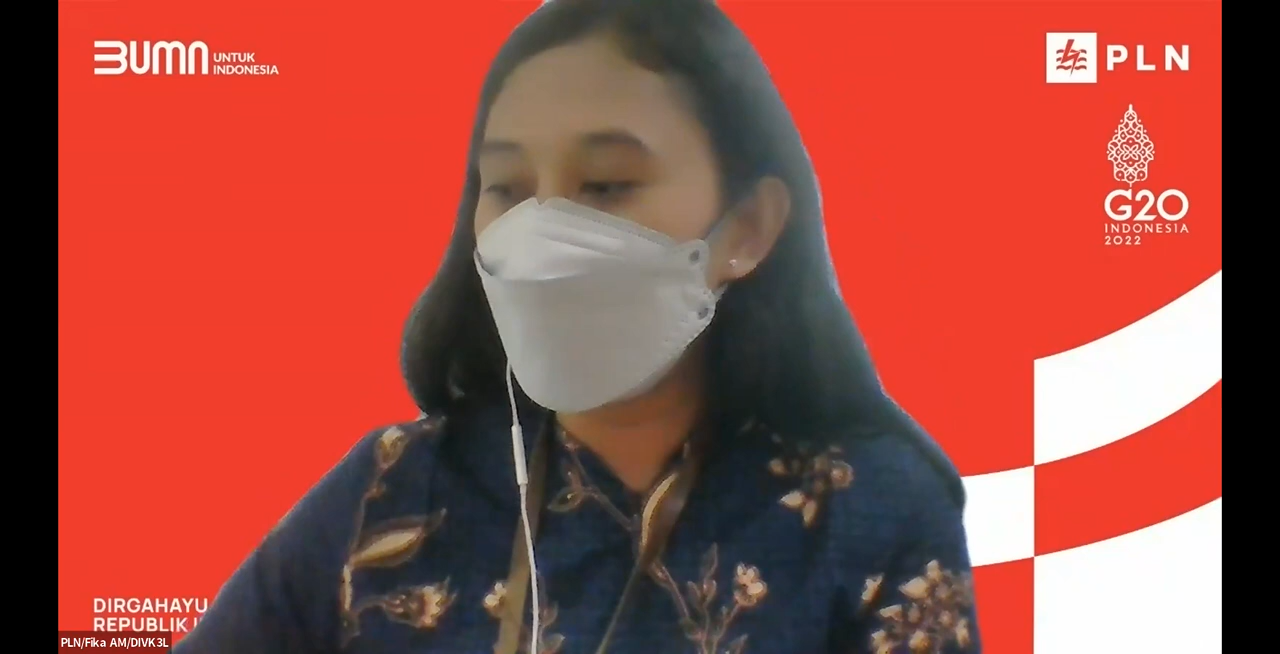 BUMN UNTUK
INDONESIA
PLN
G20
INDONESIA
2022
DIRGAHAYU
REPUBLIK
PLN/Fika AM/DIVK3L